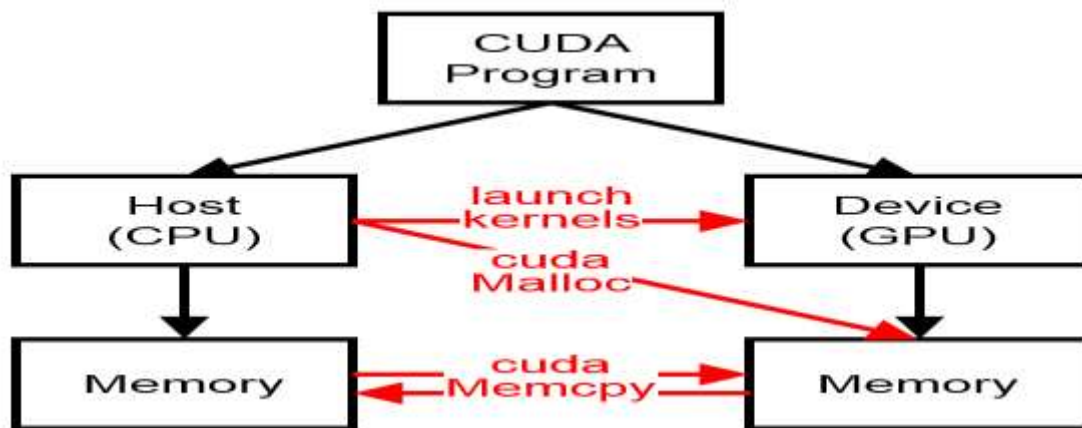 CUDA
Program
Host
(CPU)
launch
kernels
Device
(GPU)
cuda
Malloc
Memory
cuda
Memcpy
Memory